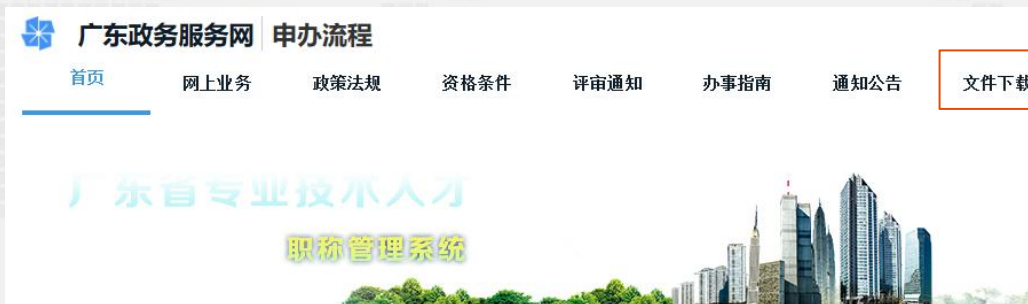 广东政务服务网 申办流程
首页 网上业务 政策法规 资格条件 评审通知 办事指南 通知公告 文件下载
广东省专业技术人才
职称管理系统